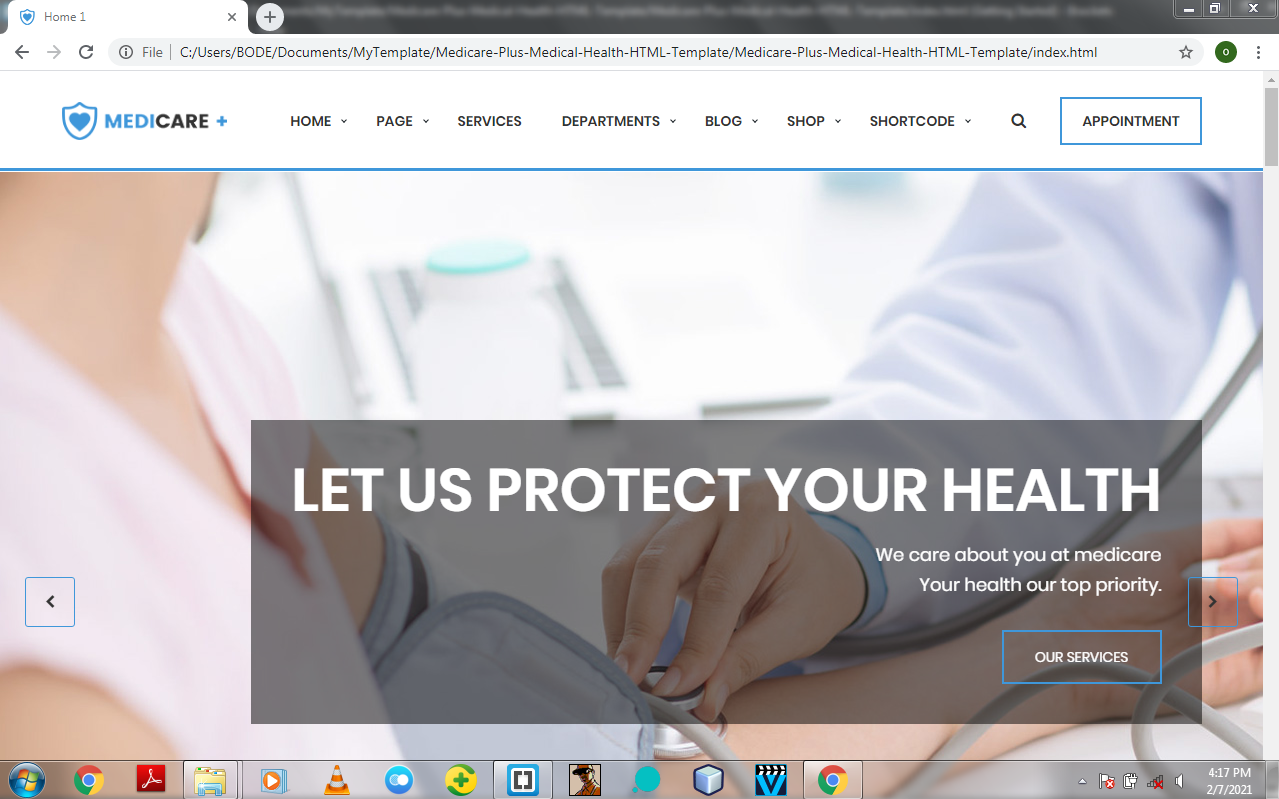 Home 1
File
C:/Users/BODE/Documents/MyTemplate/Medicare-Plus-Medical-Health-HTML-Template/Medicare-Plus-Medical-Health-HTML-Template/index.html
o
MEDICARE +
HOME PAGE SERVICES DEPARTMENTS BLOG SHOP SHORTCODE
APPOINTMENT
LET US PROTECT YOUR HEALTH
We care about you at medicare
Your health our top priority.
OUR SERVICES
4:17 PM
2/7/2021